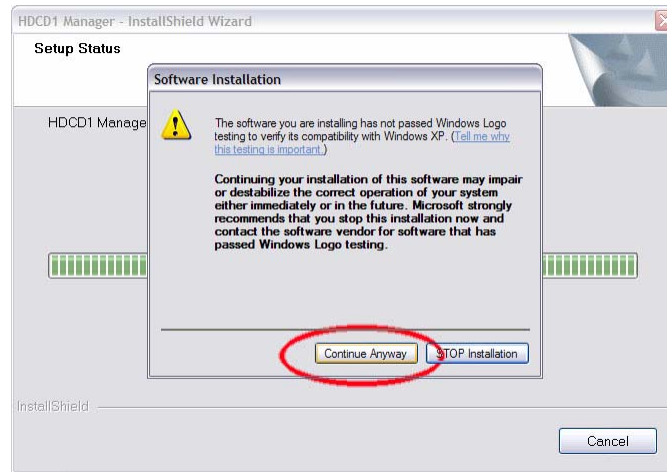 HDCD1 Manager - InstallShield Wizard
Setup Status
Software Installation
HDCD1 Manage
The software you are installing has not passed Windows Logo
testing to verify its compatibility with Windows XP. (Tell me why
this testing is important.)
Continuing your installation of this software may impair
or destabilize the correct operation of your system
either immediately or in the future. Microsoft strongly
recommends that you stop this installation now and
contact the software vendor for software that has
passed Windows Logo testing.
Continue Anyway
STOP Installation
InstallShield
Cancel